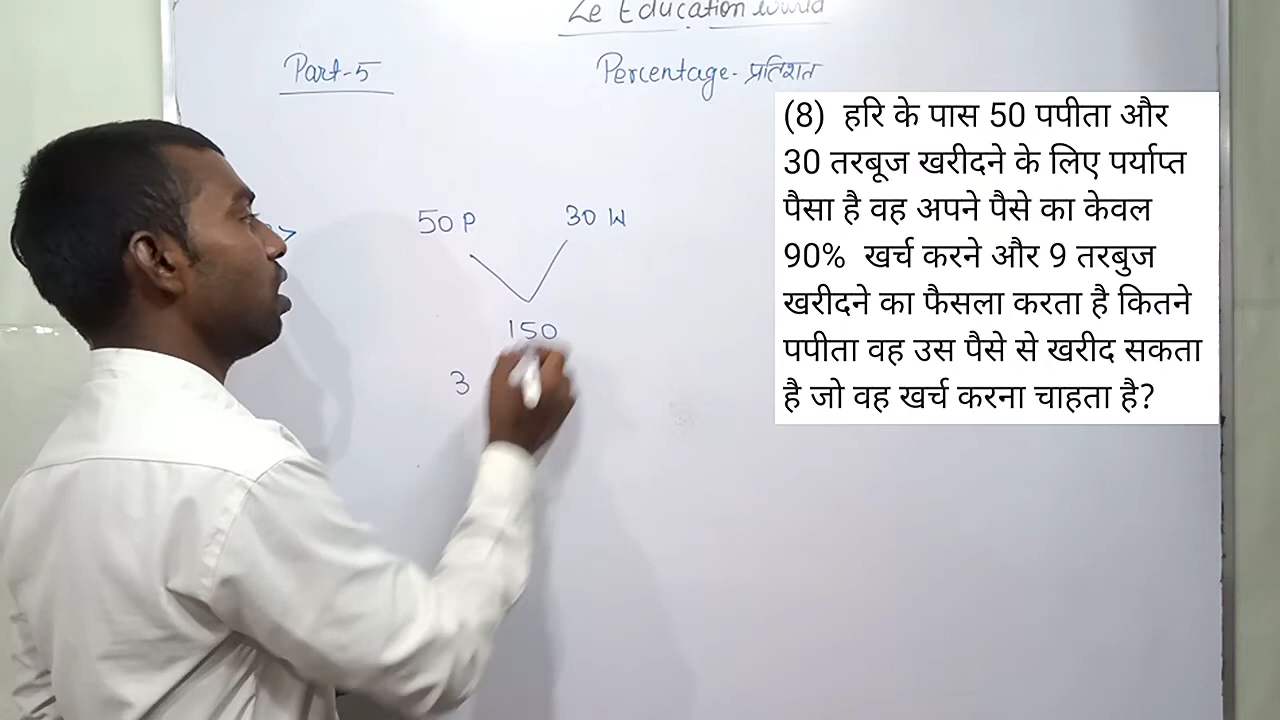 Le Education World
Part-5
Percentage- प्रतिशत
(8) हरि के पास 50 पपीता और
30 तरबूज खरीदने के लिए पर्याप्त
पैसा है वह अपने पैसे का केवल
90% खर्च करने और 9 तरबुज
खरीदने का फैसला करता है कितने
पपीता वह उस पैसे से खरीद सकता
है जो वह खर्च करना चाहता है?
50 P 30 W
150
3